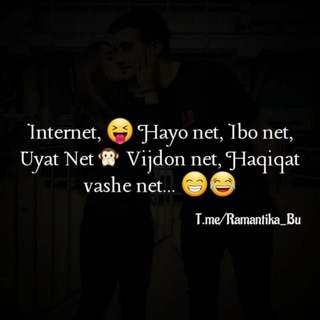 Internet, 😝 Hayo net, Ibo net,
Uyat Net 🙊 Vijdon net, Haqiqat
vashe net... 😁😂
T.me/Ramantika_Bu